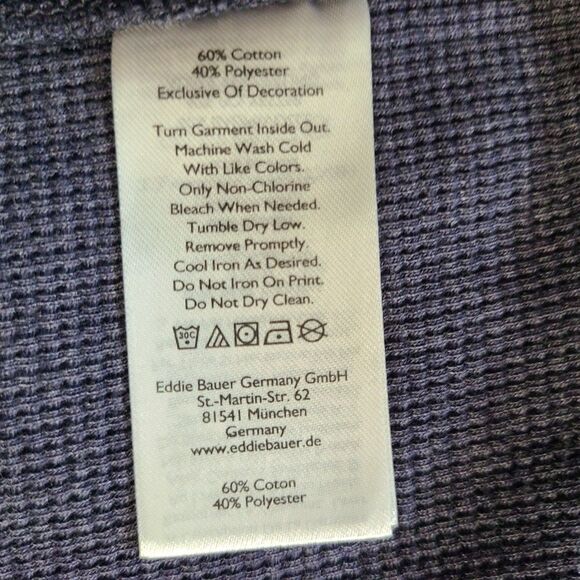 60% Cotton
40% Polyester
Exclusive Of Decoration
Turn Garment Inside Out.
Machine Wash Cold
With Like Colors.
Only Non-Chlorine
Bleach When Needed.
Tumble Dry Low.
Remove Promptly.
Cool Iron As Desired.
Do Not Iron On Print.
Do Not Dry Clean.
30C
Eddie Bauer Germany GmbH
St.-Martin-Str. 62
81541 München
Germany
www.eddiebauer.de
60% Coton
40% Polyester